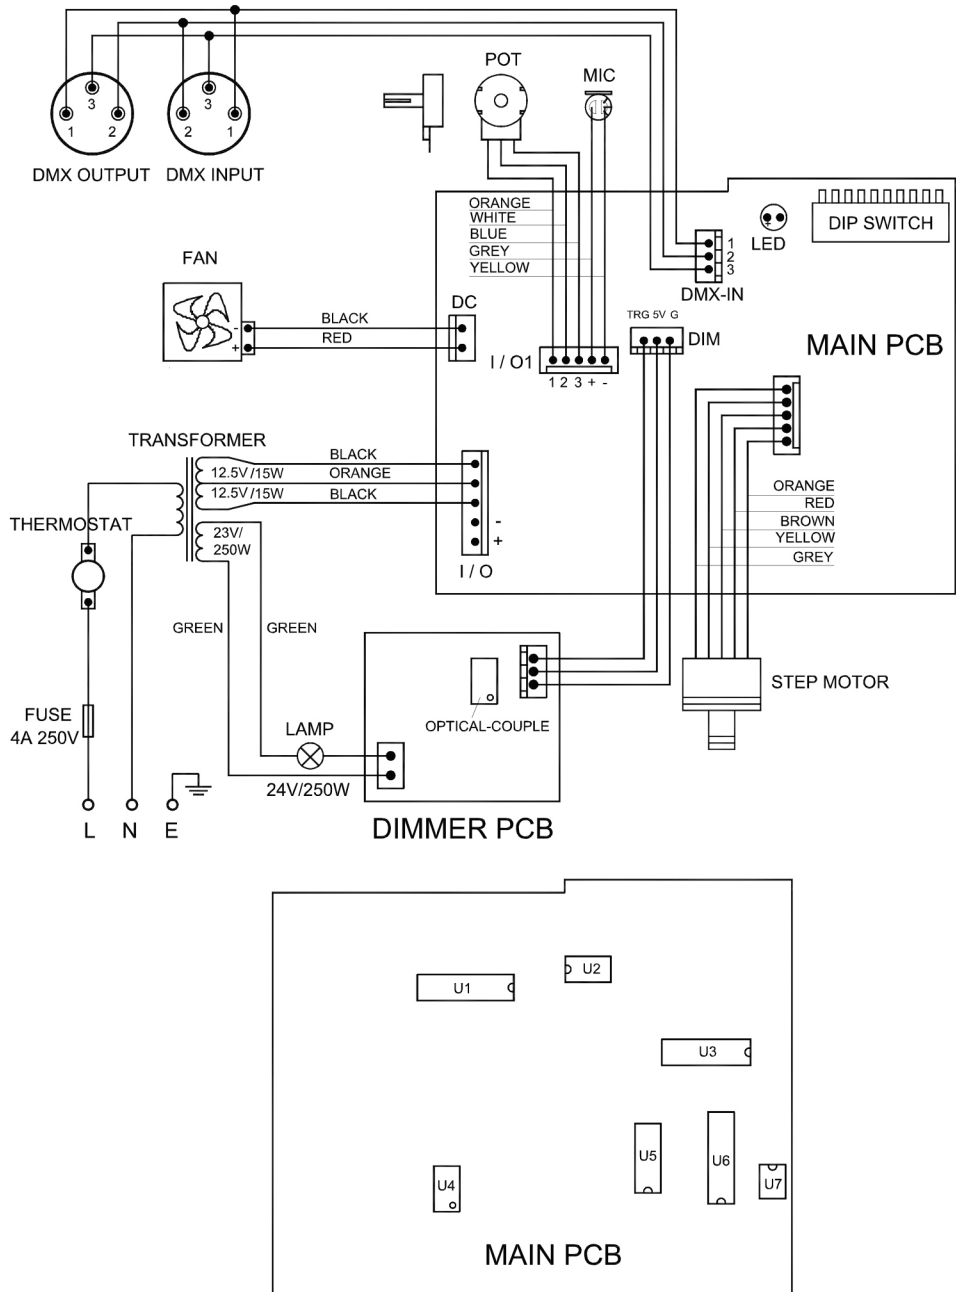 POT
MIC
3
3
1
2
2
1
DMX OUTPUT
DMX INPUT
ORANGE
WHITE
BLUE
GREY
YELLOW
DIP SWITCH
LED
+
1
2
3
DMX-IN
FAN
DC
BLACK
RED
-
+
TRG 5V G
DIM
MAIN PCB
I / O1
1 2 3 + -
TRANSFORMER
BLACK
12.5V/15W
ORANGE
12.5V/15W
BLACK
THERMOSTAT
23V/
250W
-
+
I / O
ORANGE
RED
BROWN
YELLOW
GREY
GREEN
GREEN
STEP MOTOR
FUSE
4A 250V
LAMP
OPTICAL-COUPLE
24V/250W
L
N
E
DIMMER PCB
U1
U2
U3
U4
U5
U6
U7
MAIN PCB